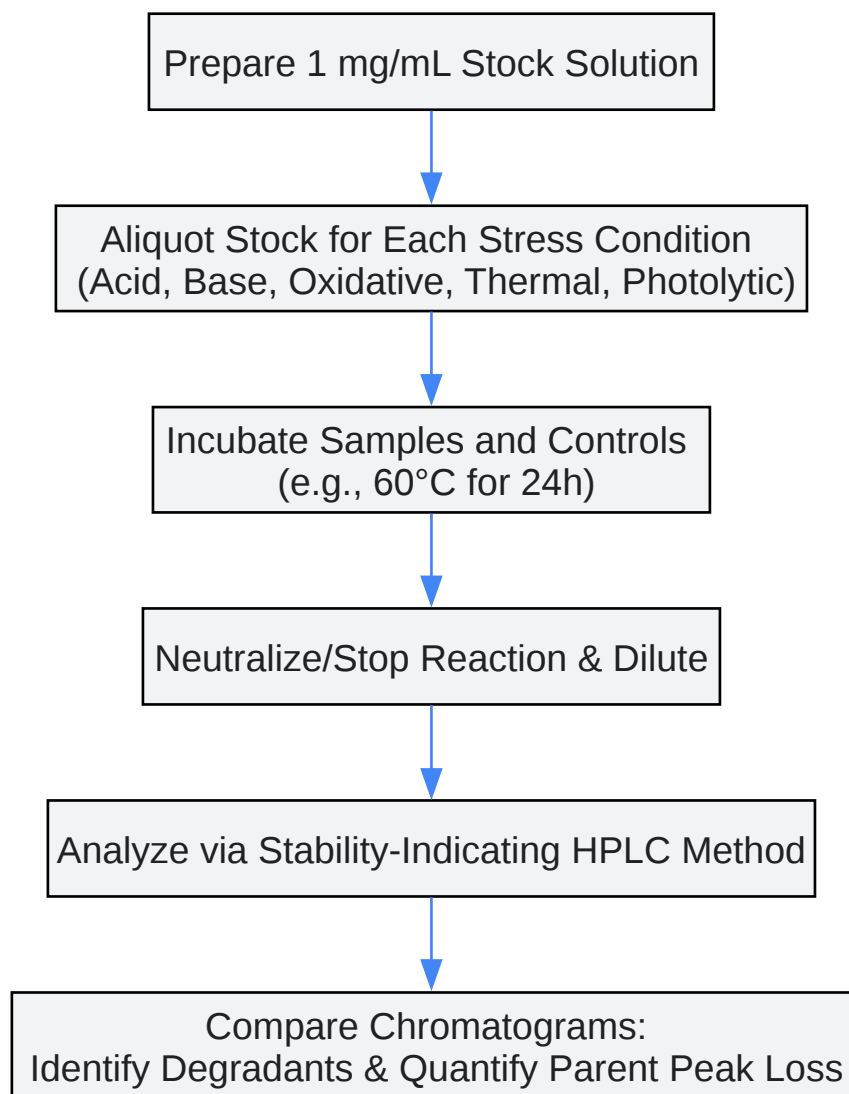 Prepare 1 mg/mL Stock Solution
Aliquot Stock for Each Stress Condition
(Acid, Base, Oxidative, Thermal, Photolytic)
Incubate Samples and Controls
(e.g., 60°C for 24h)
Neutralize/Stop Reaction & Dilute
Analyze via Stability-Indicating HPLC Method
Compare Chromatograms:
Identify Degradants & Quantify Parent Peak Loss